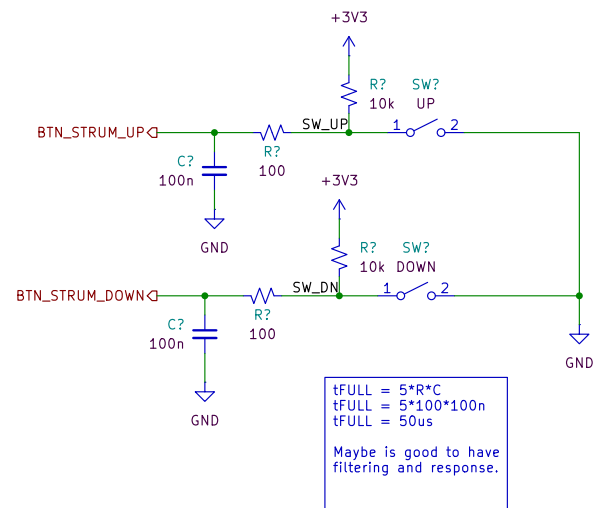 +3V3
R?
10k
SW?
UP
BTN_STRUM_UP
SW_UP
1
2
C?
100n
R?
100
GND
+3V3
R?
10k
SW?
DOWN
BTN_STRUM_DOWN
SW_DN
1
2
C?
100n
R?
100
GND
GND
tFULL = 5*R*C
tFULL = 5*100*100n
tFULL = 50us
Maybe is good to have
filtering and response.